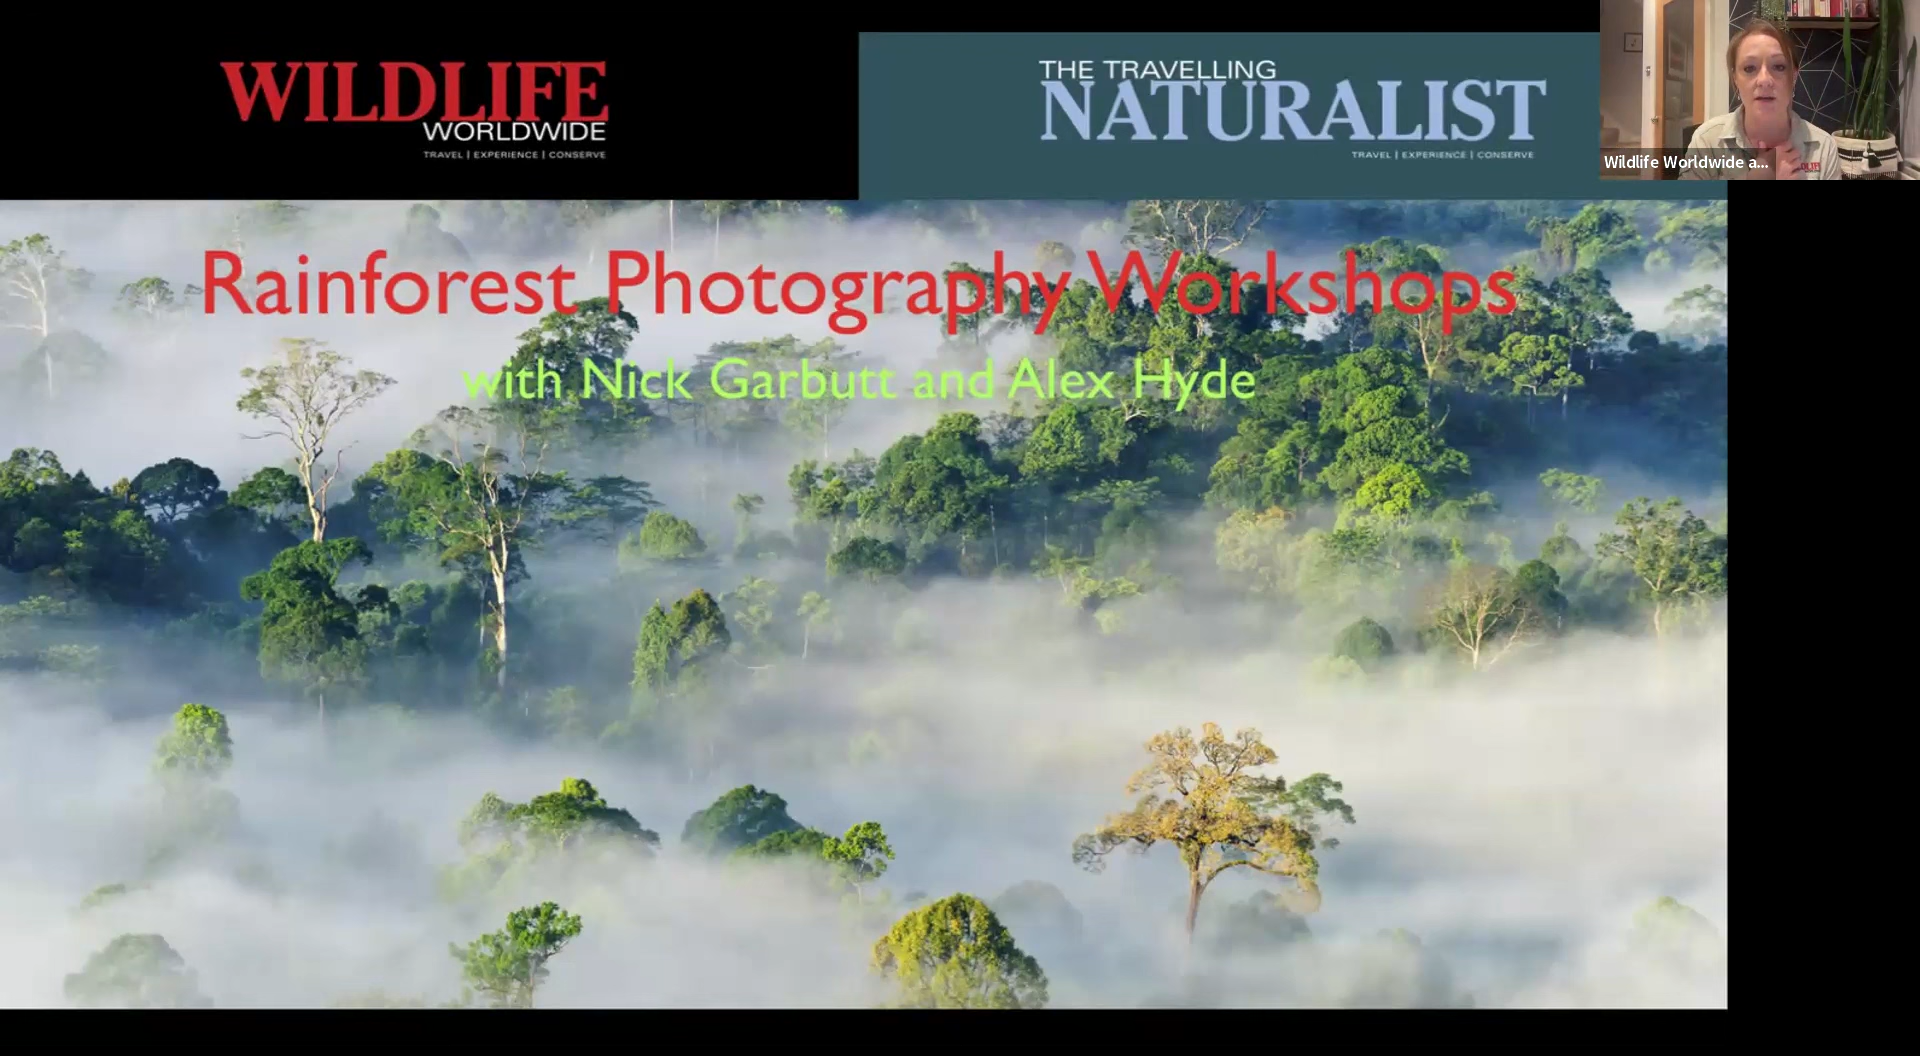 WILDLIFE
WORLDWIDE
TRAVEL | EXPERIENCE | CONSERVE
THE TRAVELLING
NATURALIST
TRAVEL | EXPERIENCE | CONSERVE
Wildlife Worldwide a...
Rainforest Photography Workshops
with Nick Garbutt and Alex Hyde